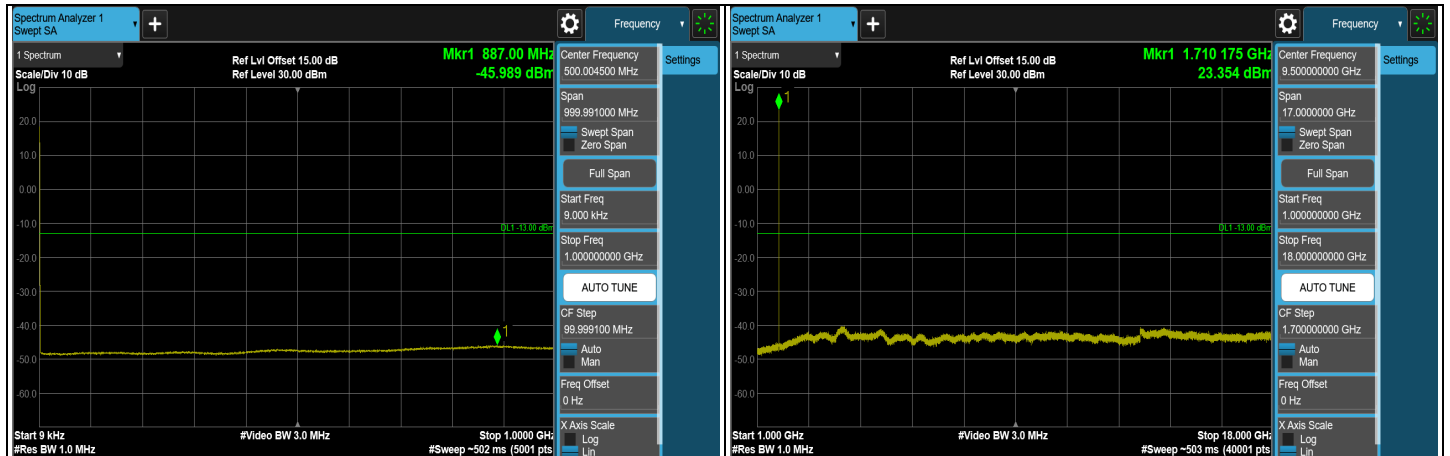 Spectrum Analyzer 1
Swept SA
+
Frequency
1 Spectrum
Scale/Div 10 dB
Log
Ref Lvl Offset 15.00 dB
Ref Level 30.00 dBm
Mkr1 887.00 MHz
-45.989 dBm
1
20.0
10.0
0.00
-10.0
DL1 -13.00 dBm
-20.0
-30.0
-40.0
1
-50.0
-60.0
Start 9 kHz
#Res BW 1.0 MHz
#Video BW 3.0 MHz
Stop 1.0000 GHz
#Sweep ~502 ms (5001 pts
Center Frequency
500.004500 MHz
Span
999.991000 MHz
Swept Span
Zero Span
Full Span
Start Freq
9.000 kHz
Stop Freq
1.000000000 GHz
AUTO TUNE
CF Step
99.999100 MHz
Auto
Man
Freq Offset
0 Hz
X Axis Scale
Log
Lin
Settings
Spectrum Analyzer 1
Swept SA
+
Frequency
1 Spectrum
Scale/Div 10 dB
Log
Ref Lvl Offset 15.00 dB
Ref Level 30.00 dBm
Mkr1 1.710 175 GHz
23.354 dBm
1
20.0
10.0
0.00
-10.0
DL1 -13.00 dBm
-20.0
-30.0
-40.0
-50.0
-60.0
Start 1.000 GHz
#Res BW 1.0 MHz
#Video BW 3.0 MHz
Stop 18.000 GHz
#Sweep ~503 ms (40001 pts
Center Frequency
9.500000000 GHz
Span
17.0000000 GHz
Swept Span
Zero Span
Full Span
Start Freq
1.000000000 GHz
Stop Freq
18.000000000 GHz
AUTO TUNE
CF Step
1.700000000 GHz
Auto
Man
Freq Offset
0 Hz
X Axis Scale
Log
Lin
Settings